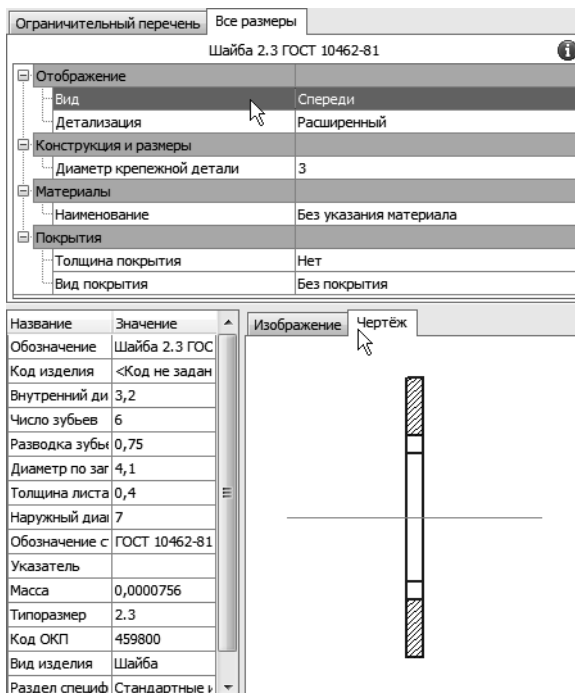 Ограничительный перечень Все размеры
Шайба 2.3 ГОСТ 10462-81
Отображение
Вид Спереди
Детализация Расширенный
Конструкция и размеры
Диаметр крепежной детали 3
Материалы
Наименование Без указания материала
Покрытия
Толщина покрытия Нет
Вид покрытия Без покрытия
Название Значение Изображение Чертёж
Обозначение Шайба 2.3 ГОС
Код изделия <Код не задан
Внутренний ди 3,2
Число зубьев 6
Разводка зубье 0,75
Диаметр по заг 4,1
Толщина листа 0,4
Наружный диаг 7
Обозначение с ГОСТ 10462-81
Указатель
Масса 0,0000756
Типоразмер 2.3
Код ОКП 459800
Вид изделия Шайба
Раздел специф Стандартные и